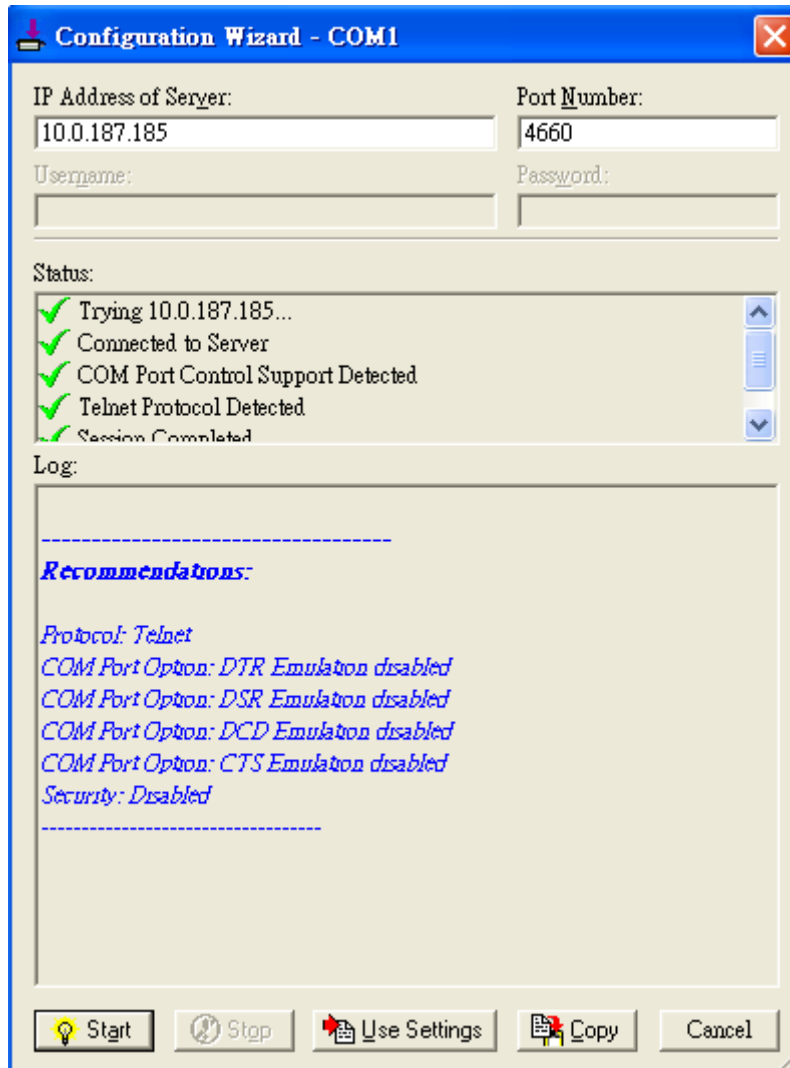 Configuration Wizard - COM1
IP Address of Server: Port Number:
10.0.187.185 4660
Username: Password:
Status:
Trying 10.0.187.185...
Connected to Server
COM Port Control Support Detected
Telnet Protocol Detected
Session Completed
Log:
-----------------------------------
Recommendations:
Protocol: Telnet
COM Port Option: DTR Emulation disabled
COM Port Option: DSR Emulation disabled
COM Port Option: DCD Emulation disabled
COM Port Option: CTS Emulation disabled
Security: Disabled
-----------------------------------
Start Stop Use Settings Copy Cancel